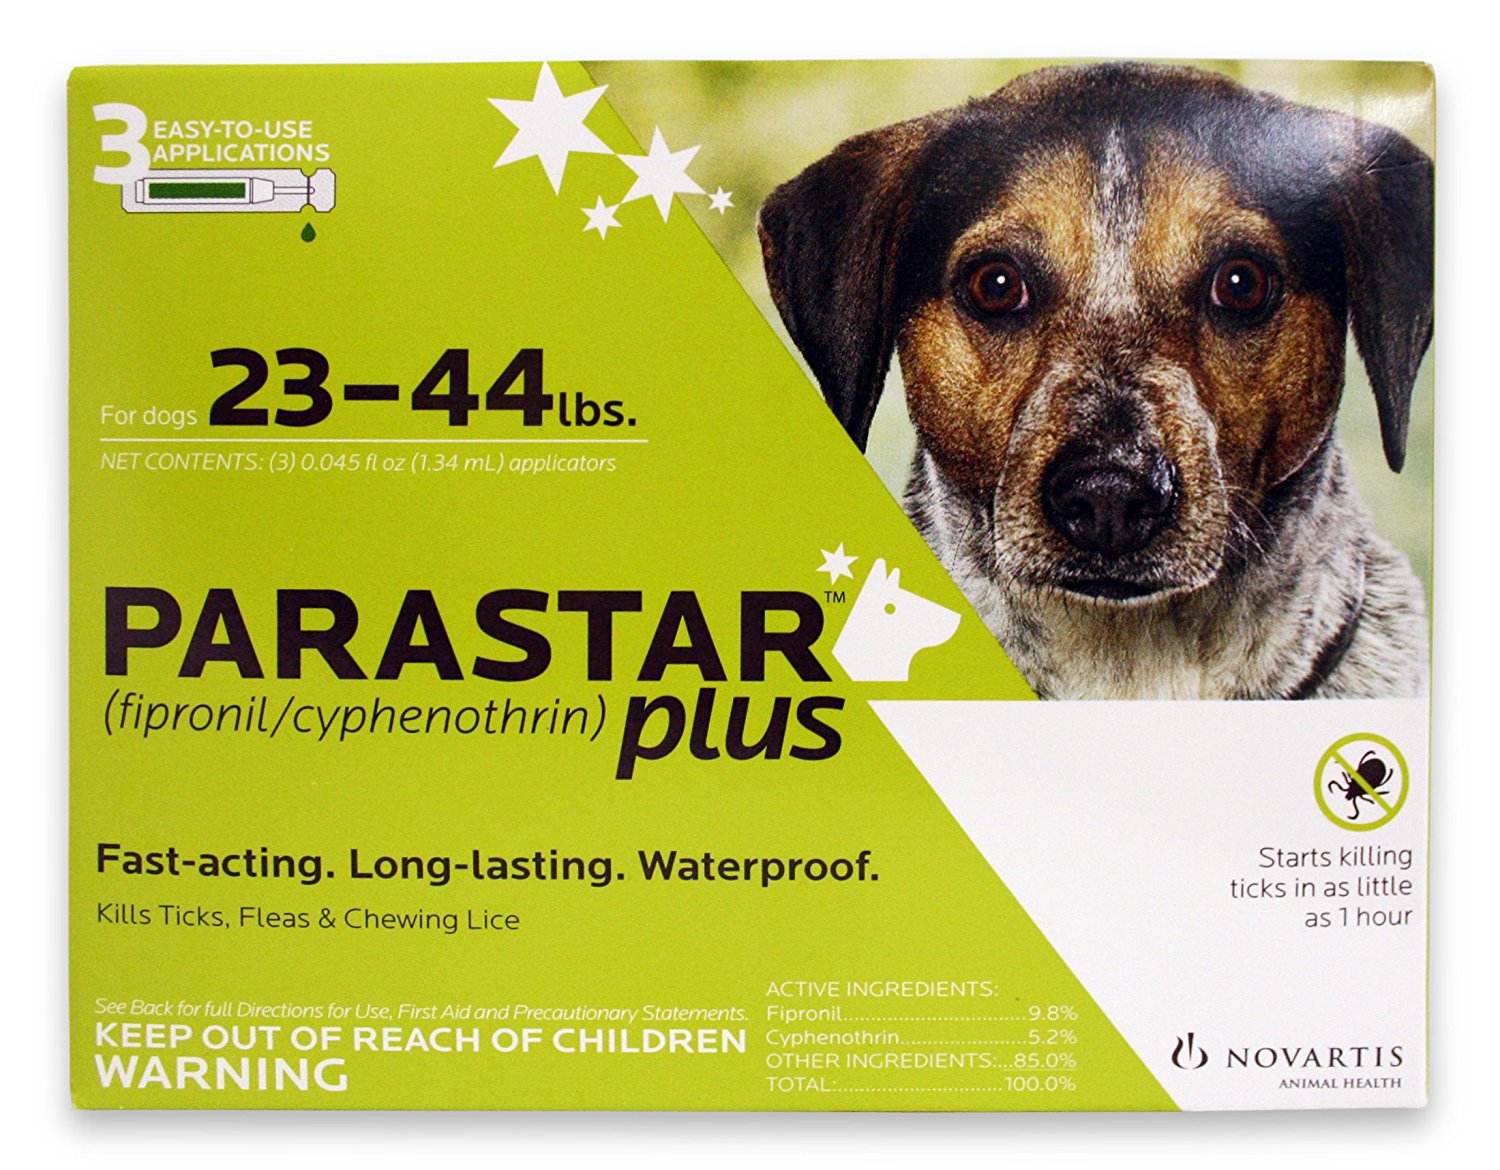 3 EASY-TO-USE
APPLICATIONS
For dogs 23–44 lbs.
NET CONTENTS: (3) 0.045 fl oz (1.34 mL) applicators
PARASTAR™
(fipronil/cyphenothrin) plus
Fast-acting. Long-lasting. Waterproof.
Kills Ticks, Fleas & Chewing Lice
Starts killing
ticks in as little
as 1 hour
See Back for full Directions for Use, First Aid and Precautionary Statements.
KEEP OUT OF REACH OF CHILDREN
WARNING
ACTIVE INGREDIENTS:
Fipronil...............................9.8%
Cyphenothrin......................5.2%
OTHER INGREDIENTS:...85.0%
TOTAL:.............................100.0%
NOVARTIS
ANIMAL HEALTH